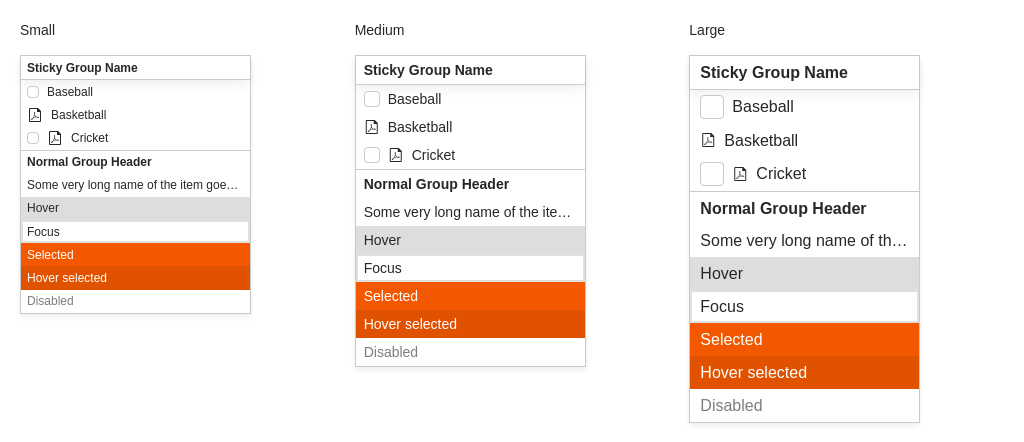 Small
Sticky Group Name
Baseball
Basketball
Cricket
Normal Group Header
Some very long name of the item goe…
Hover
Focus
Selected
Hover selected
Disabled
Medium
Sticky Group Name
Baseball
Basketball
Cricket
Normal Group Header
Some very long name of the ite…
Hover
Focus
Selected
Hover selected
Disabled
Large
Sticky Group Name
Baseball
Basketball
Cricket
Normal Group Header
Some very long name of th…
Hover
Focus
Selected
Hover selected
Disabled